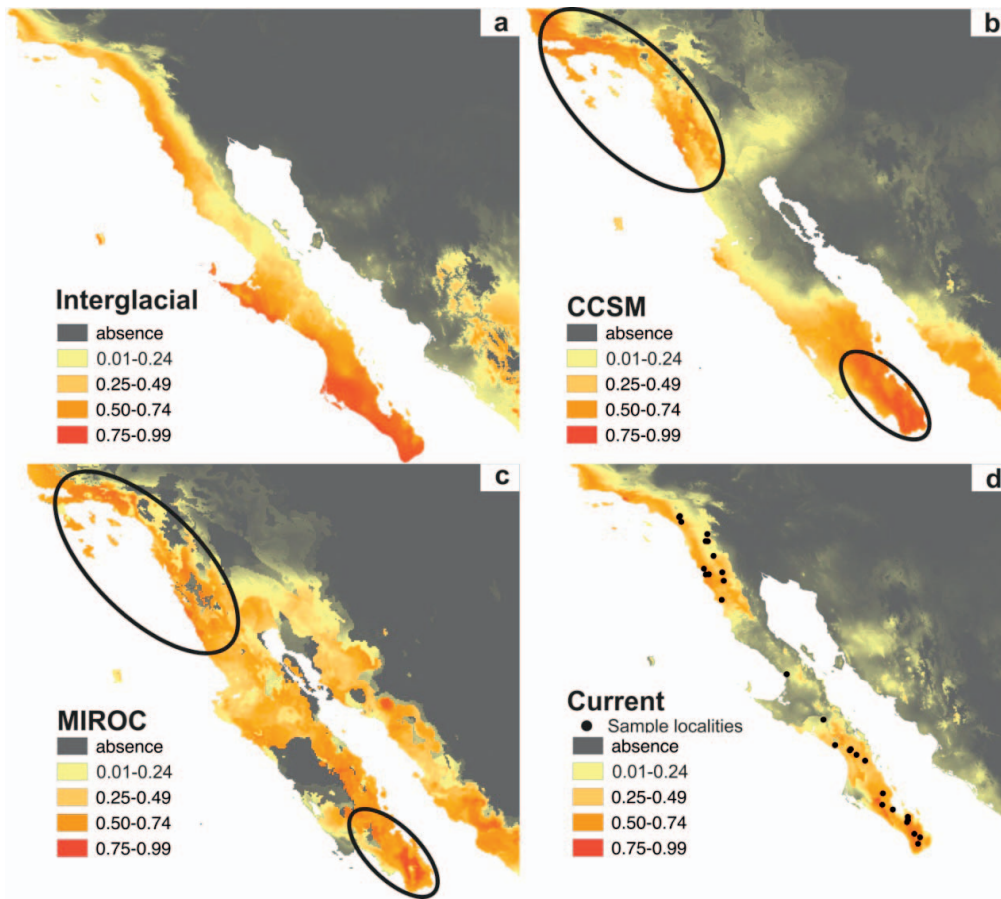 a
Interglacial
absence
0.01-0.24
0.25-0.49
0.50-0.74
0.75-0.99
b
CCSM
absence
0.01-0.24
0.25-0.49
0.50-0.74
0.75-0.99
c
MIROC
absence
0.01-0.24
0.25-0.49
0.50-0.74
0.75-0.99
d
Current
Sample localities
absence
0.01-0.24
0.25-0.49
0.50-0.74
0.75-0.99